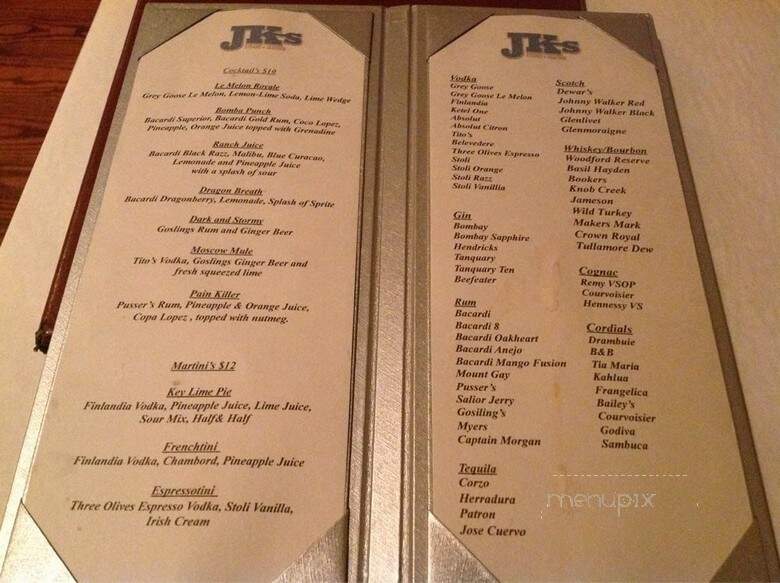 JKs
Cocktail's $10
Le Melon Royale
Grey Goose Le Melon, Lemon-Lime Soda, Lime Wedge
Bomba Punch
Bacardi Superior, Bacardi Gold Rum, Coco Lopez,
Pineapple, Orange Juice topped with Grenadine
Ranch Juice
Bacardi Black Razz, Malibu, Blue Curacao,
Lemonade and Pineapple Juice
with a splash of sour
Dragon Breath
Bacardi Dragonberry, Lemonade, Splash of Sprite
Dark and Stormy
Goslings Rum and Ginger Beer
Moscow Mule
Tito's Vodka, Goslings Ginger Beer and
fresh squeezed lime
Pain Killer
Pusser's Rum, Pineapple & Orange Juice,
Copa Lopez , topped with nutmeg.
Martini's $12
Key Lime Pie
Finlandia Vodka, Pineapple Juice, Lime Juice,
Sour Mix, Half& Half
Frenchtini
Finlandia Vodka, Chambord, Pineapple Juice
Espressotini
Three Olives Espresso Vodka, Stoli Vanilla,
Irish Cream
JKs
Vodka
Grey Goose
Grey Goose Le Melon
Finlandia
Ketel One
Absolut
Absolut Citron
Tito's
Belevedere
Three Olives Espresso
Stoli
Stoli Orange
Stoli Razz
Stoli Vanillia
Gin
Bombay
Bombay Sapphire
Hendricks
Tanquary
Tanquary Ten
Beefeater
Rum
Bacardi
Bacardi 8
Bacardi Oakheart
Bacardi Anejo
Bacardi Mango Fusion
Mount Gay
Pusser's
Salior Jerry
Gosiling's
Myers
Captain Morgan
Tequila
Corzo
Herradura
Patron
Jose Cuervo
Scotch
Dewar's
Johnny Walker Red
Johnny Walker Black
Glenlivet
Glenmoraigne
Whiskey/Bourbon
Woodford Reserve
Basil Hayden
Bookers
Knob Creek
Jameson
Wild Turkey
Makers Mark
Crown Royal
Tullamore Dew
Cognac
Remy VSOP
Courvoisier
Hennessy VS
Cordials
Drambuie
B&B
Tia Maria
Kahlua
Frangelica
Bailey's
Courvoisier
Godiva
Sambuca
menupix